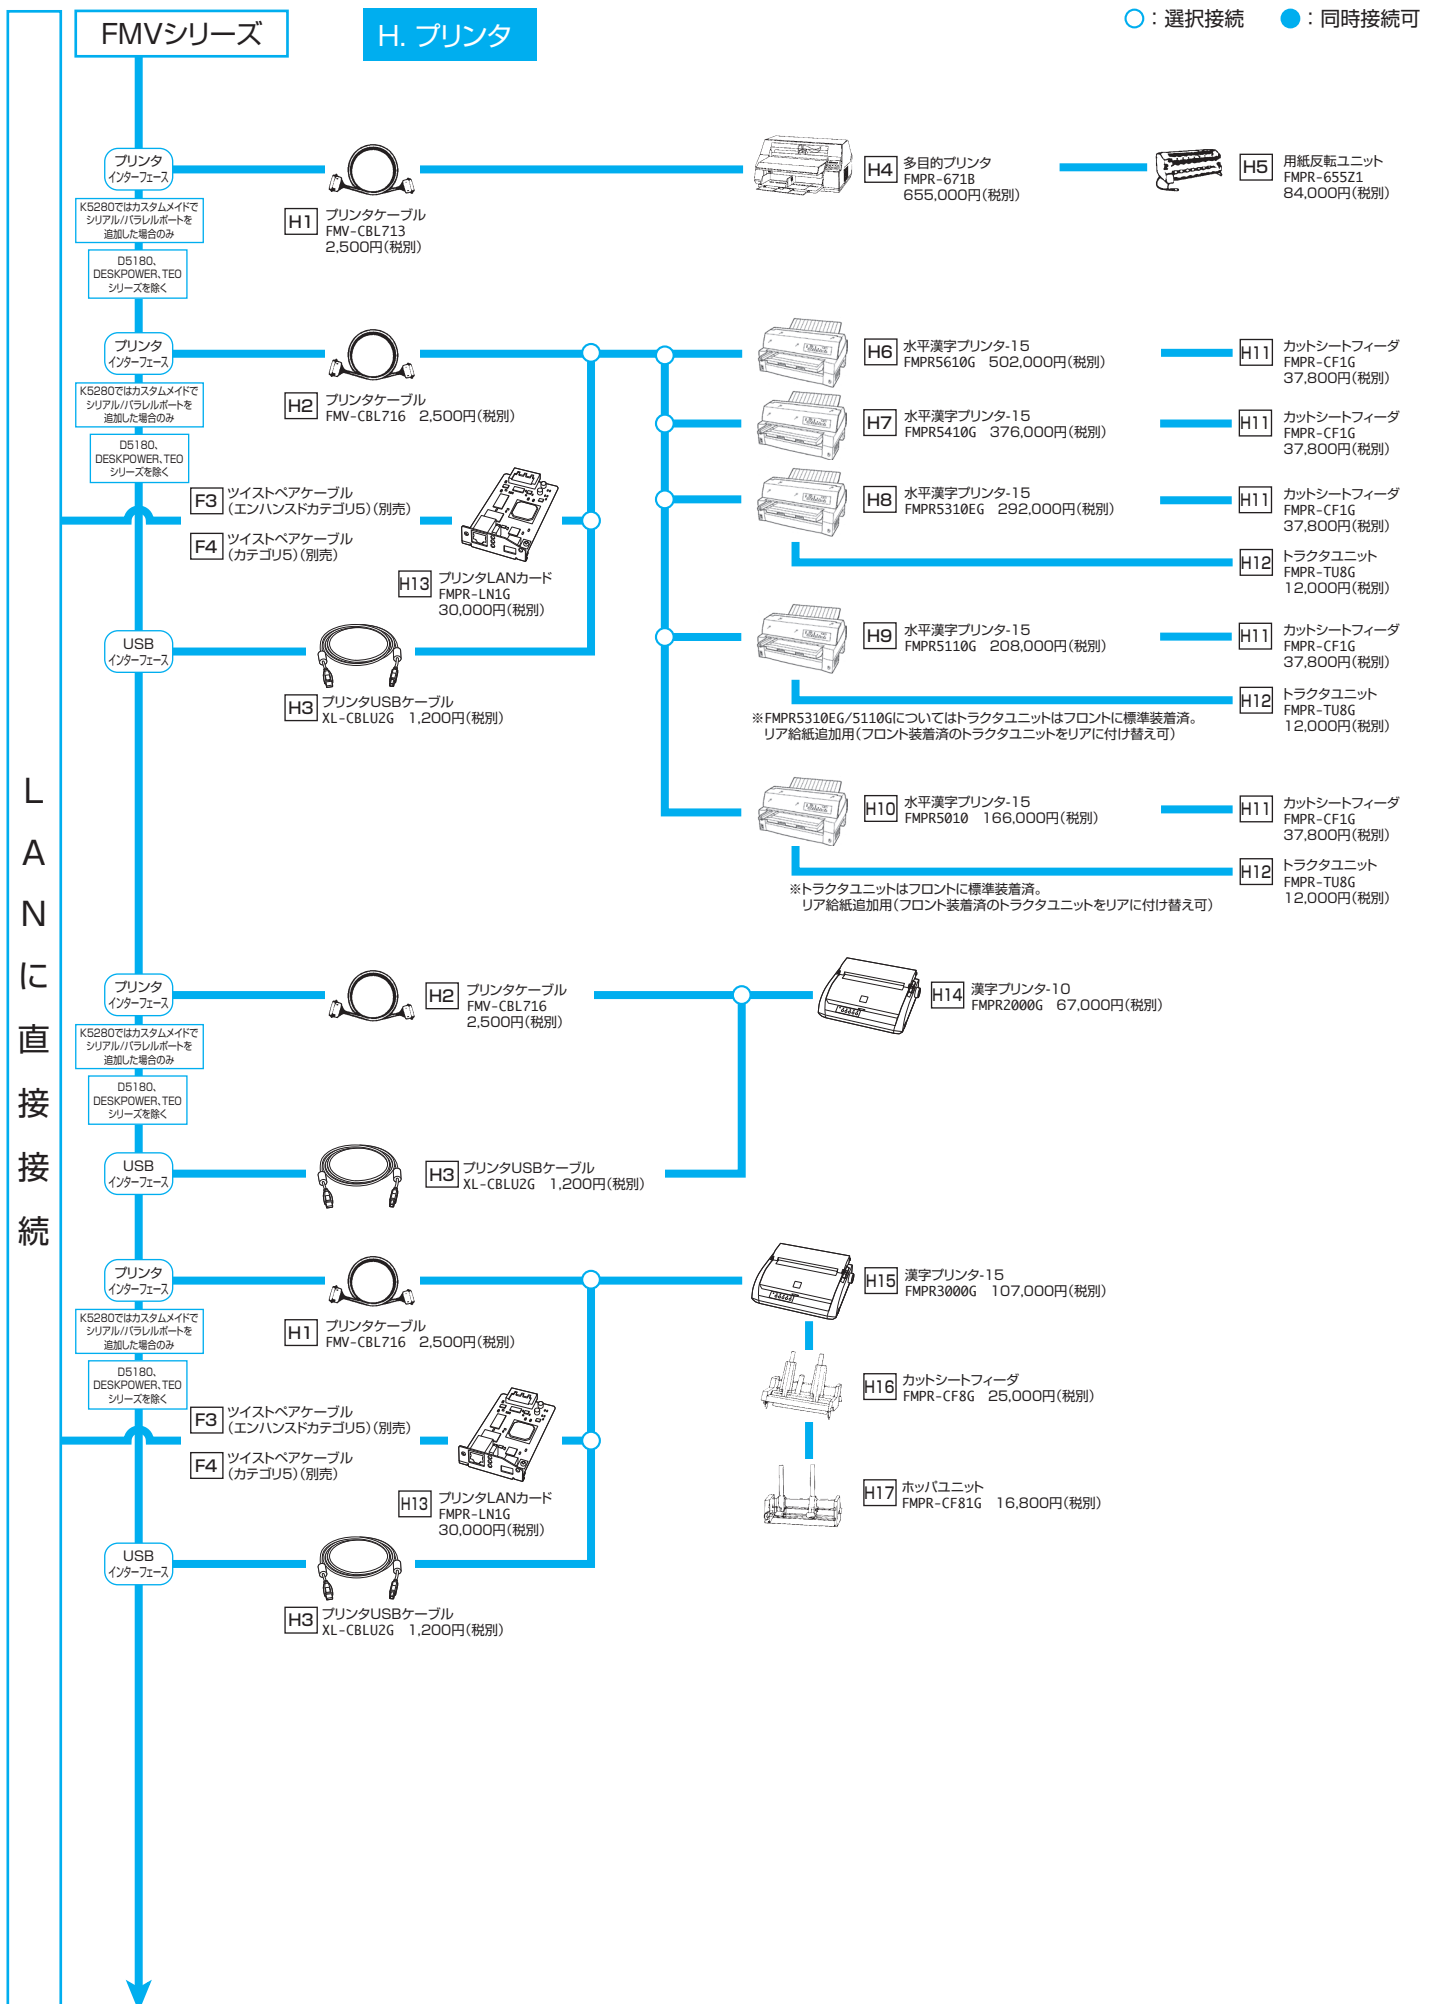 FMVシリーズ
H. プリンタ
○：選択接続 ●：同時接続可
LANに直接接続
プリンタ
インターフェース
K5280ではカスタムメイドで
シリアル/パラレルポートを
追加した場合のみ
D5180、
DESKPOWER、TEO
シリーズを除く
H1 プリンタケーブル
FMV-CBL713
2,500円(税別)
H4 多目的プリンタ
FMPR-671B
655,000円(税別)
H5 用紙反転ユニット
FMPR-655Z1
84,000円(税別)
プリンタ
インターフェース
K5280ではカスタムメイドで
シリアル/パラレルポートを
追加した場合のみ
D5180、
DESKPOWER、TEO
シリーズを除く
H2 プリンタケーブル
FMV-CBL716 2,500円(税別)
F3 ツイストペアケーブル
(エンハンスドカテゴリ5)(別売)
F4 ツイストペアケーブル
(カテゴリ5)(別売)
H13 プリンタLANカード
FMPR-LN1G
30,000円(税別)
USB
インターフェース
H3 プリンタUSBケーブル
XL-CBLU2G 1,200円(税別)
H6 水平漢字プリンタ-15
FMPR5610G 502,000円(税別)
H11 カットシートフィーダ
FMPR-CF1G
37,800円(税別)
H7 水平漢字プリンタ-15
FMPR5410G 376,000円(税別)
H11 カットシートフィーダ
FMPR-CF1G
37,800円(税別)
H8 水平漢字プリンタ-15
FMPR5310EG 292,000円(税別)
H11 カットシートフィーダ
FMPR-CF1G
37,800円(税別)
H12 トラクタユニット
FMPR-TU8G
12,000円(税別)
H9 水平漢字プリンタ-15
FMPR5110G 208,000円(税別)
H11 カットシートフィーダ
FMPR-CF1G
37,800円(税別)
H12 トラクタユニット
FMPR-TU8G
12,000円(税別)
※FMPR5310EG/5110Gについてはトラクタユニットはフロントに標準装着済。
リア給紙追加用(フロント装着済のトラクタユニットをリアに付け替え可)
H10 水平漢字プリンタ-15
FMPR5010 166,000円(税別)
H11 カットシートフィーダ
FMPR-CF1G
37,800円(税別)
H12 トラクタユニット
FMPR-TU8G
12,000円(税別)
※トラクタユニットはフロントに標準装着済。
リア給紙追加用(フロント装着済のトラクタユニットをリアに付け替え可)
プリンタ
インターフェース
K5280ではカスタムメイドで
シリアル/パラレルポートを
追加した場合のみ
D5180、
DESKPOWER、TEO
シリーズを除く
H2 プリンタケーブル
FMV-CBL716
2,500円(税別)
H14 漢字プリンタ-10
FMPR2000G 67,000円(税別)
USB
インターフェース
H3 プリンタUSBケーブル
XL-CBLU2G 1,200円(税別)
プリンタ
インターフェース
K5280ではカスタムメイドで
シリアル/パラレルポートを
追加した場合のみ
D5180、
DESKPOWER、TEO
シリーズを除く
H1 プリンタケーブル
FMV-CBL716 2,500円(税別)
F3 ツイストペアケーブル
(エンハンスドカテゴリ5)(別売)
F4 ツイストペアケーブル
(カテゴリ5)(別売)
H13 プリンタLANカード
FMPR-LN1G
30,000円(税別)
USB
インターフェース
H3 プリンタUSBケーブル
XL-CBLU2G 1,200円(税別)
H15 漢字プリンタ-15
FMPR3000G 107,000円(税別)
H16 カットシートフィーダ
FMPR-CF8G 25,000円(税別)
H17 ホッパユニット
FMPR-CF81G 16,800円(税別)